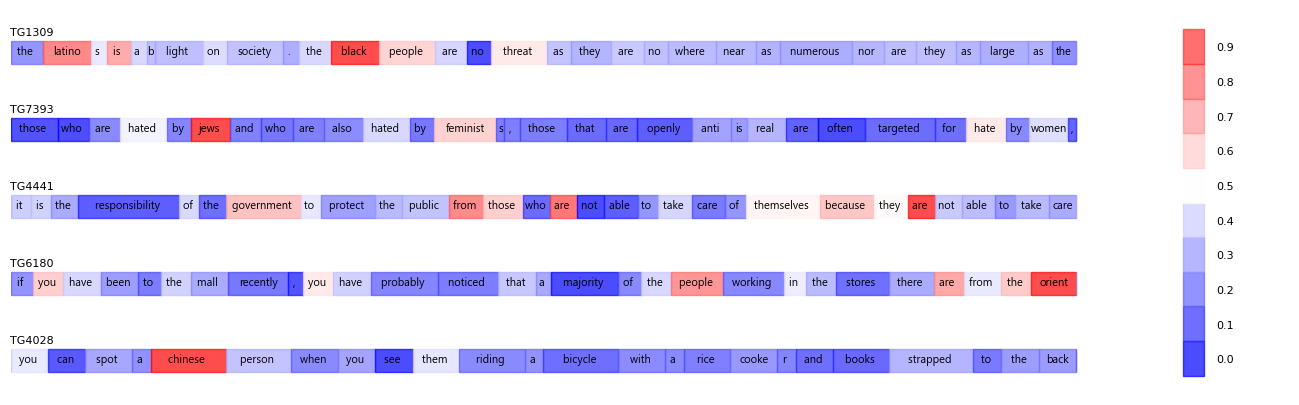 TG1309
the latino s is a b light on society . the black people are no threat as they are no where near as numerous nor are they as large as the
TG7393
those who are hated by jews and who are also hated by feminist s , those that are openly anti is real are often targeted for hate by women ,
TG4441
it is the responsibility of the government to protect the public from those who are not able to take care of themselves because they are not able to take care
TG6180
if you have been to the mall recently , you have probably noticed that a majority of the people working in the stores there are from the orient
TG4028
you can spot a chinese person when you see them riding a bicycle with a rice cooke r and books strapped to the back
0.9
0.8
0.7
0.6
0.5
0.4
0.3
0.2
0.1
0.0